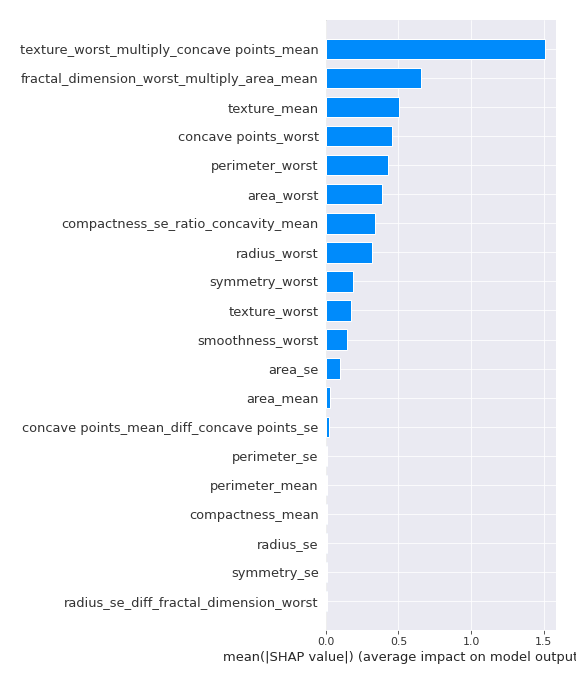 texture_worst_multiply_concave points_mean
fractal_dimension_worst_multiply_area_mean
texture_mean
concave points_worst
perimeter_worst
area_worst
compactness_se_ratio_concavity_mean
radius_worst
symmetry_worst
texture_worst
smoothness_worst
area_se
area_mean
concave points_mean_diff_concave points_se
perimeter_se
perimeter_mean
compactness_mean
radius_se
symmetry_se
radius_se_diff_fractal_dimension_worst
0.0 0.5 1.0 1.5
mean(|SHAP value|) (average impact on model output